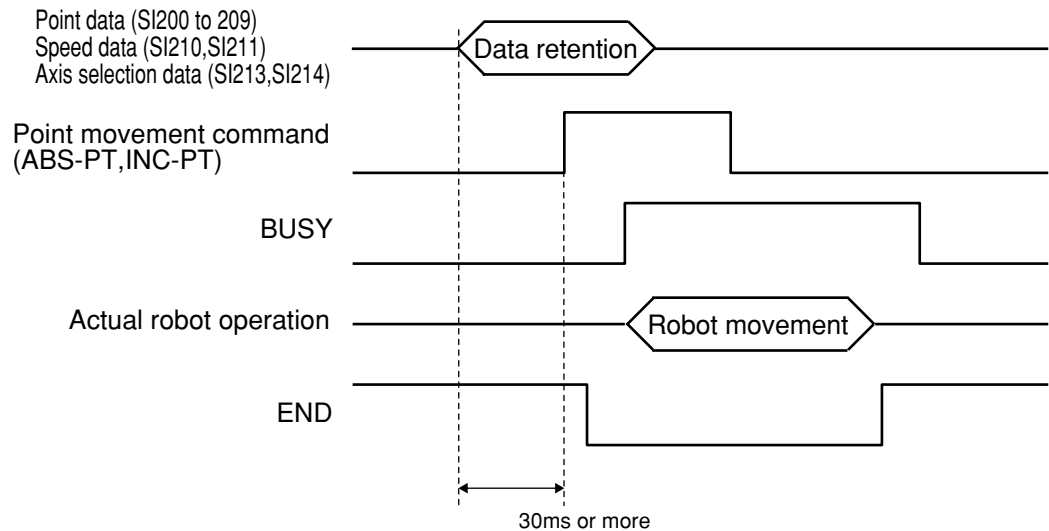 Point data (SI200 to 209)
Speed data (SI210,SI211)
Axis selection data (SI213,SI214)
Data retention
Point movement command
(ABS-PT,INC-PT)
BUSY
Actual robot operation
Robot movement
END
30ms or more